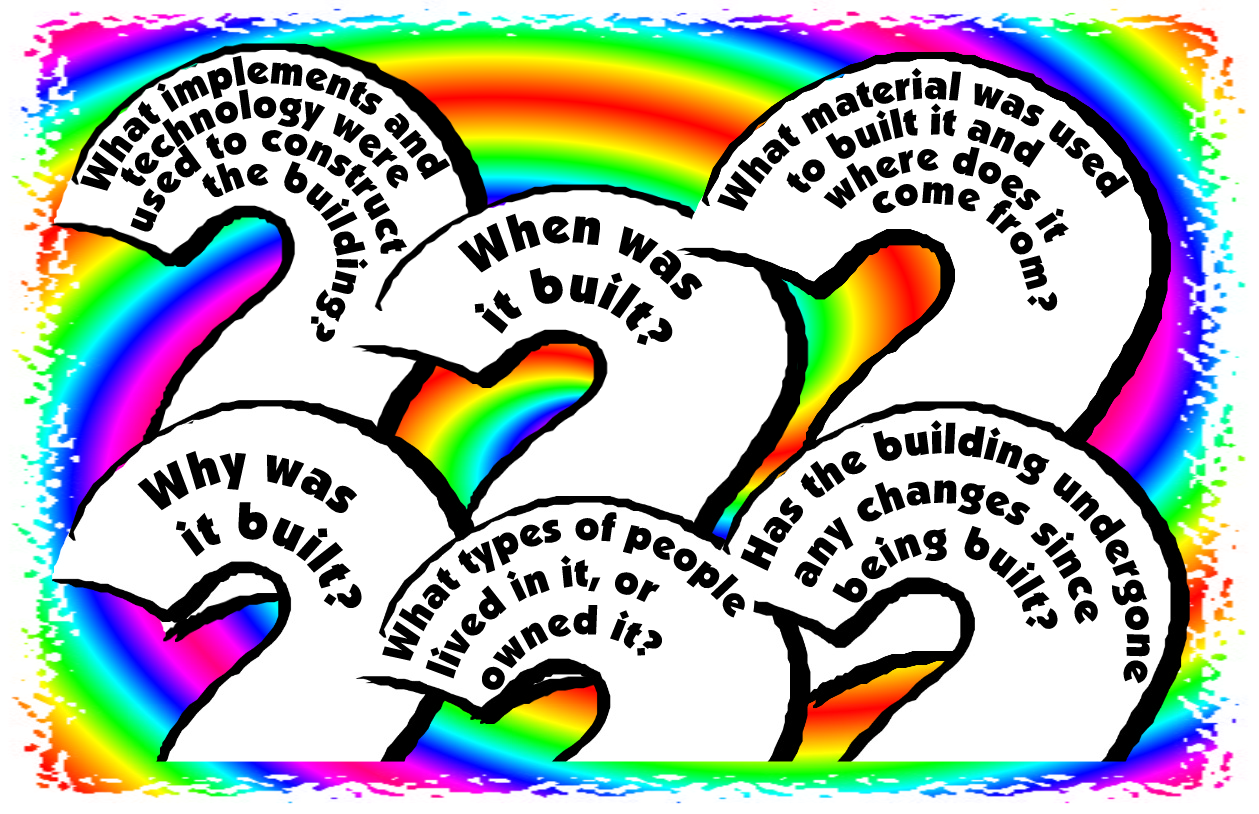 What implements and
technology were
used to construct
the building?
When was
it built?
What material was used
to built it and
where does it
come from?
Why was
it built?
What types of people
lived in it, or
owned it?
Has the building undergone
any changes since
being built?